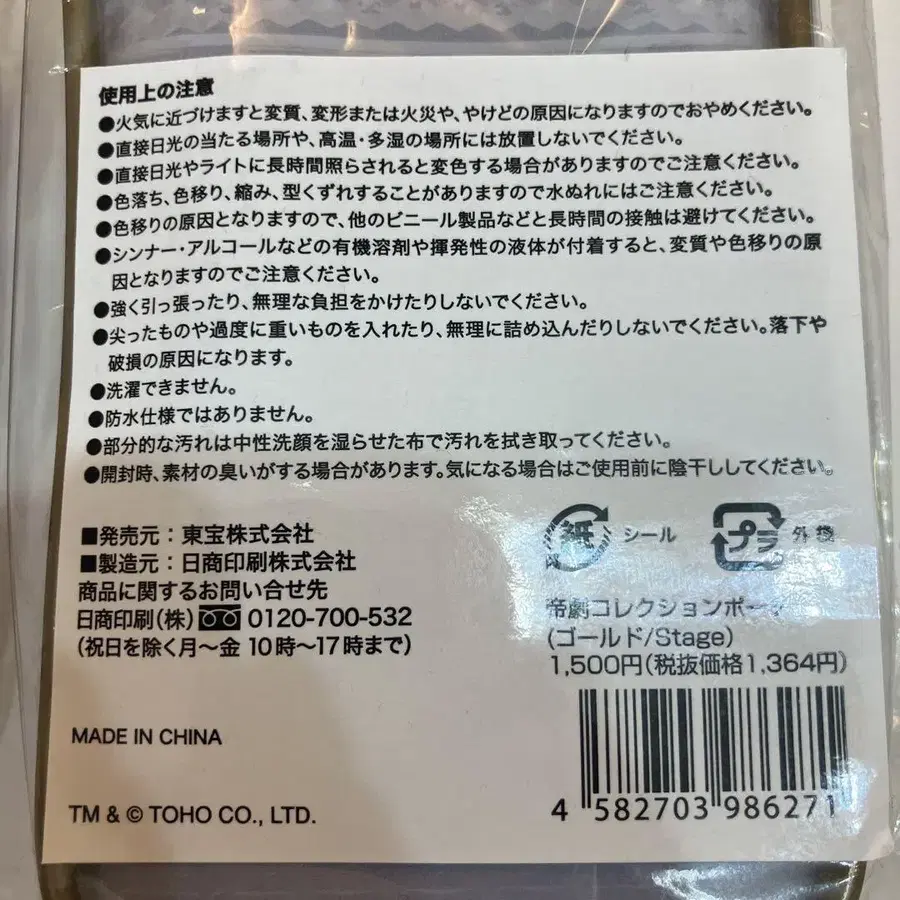 使用上の注意
●火気に近づけますと変質、変形または火災や、やけどの原因になりますのでおやめください。
●直接日光の当たる場所や、高温・多湿の場所には放置しないでください。
●直接日光やライトに長時間照らされると変色する場合がありますのでご注意ください。
●色落ち、色移り、縮み、型くずれすることがありますので水ぬれにはご注意ください。
●色移りの原因となりますので、他のビニール製品などと長時間の接触は避けてください。
●シンナー・アルコールなどの有機溶剤や揮発性の液体が付着すると、変質や色移りの原
因となりますのでご注意ください。
●強く引っ張ったり、無理な負担をかけたりしないでください。
●尖ったものや過度に重いものを入れたり、無理に詰め込んだりしないでください。落下や
破損の原因になります。
●洗濯できません。
●防水仕様ではありません。
●部分的な汚れは中性洗顔を湿らせた布で汚れを拭き取ってください。
●開封時、素材の臭いがする場合があります。気になる場合はご使用前に陰干ししてください。
■発売元：東宝株式会社
■製造元：日商印刷株式会社
商品に関するお問い合せ先
日商印刷(株) 0120-700-532
(祝日を除く月〜金 10時〜17時まで)
MADE IN CHINA
TM & © TOHO CO., LTD.
紙 シール プラ 外袋
帝劇コレクションポーチ
(ゴールド/Stage)
1,500円(税抜価格1,364円)
4 582703 986271